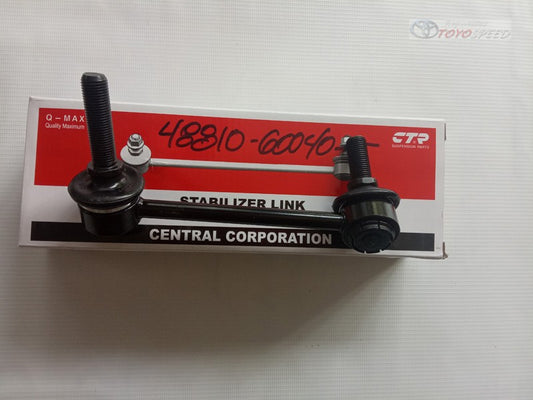 TOYOSPEED
Q-MAX
Quality Maximum
48810-60040
CTR
SUSPENSION PARTS
STABILIZER LINK
CENTRAL CORPORATION